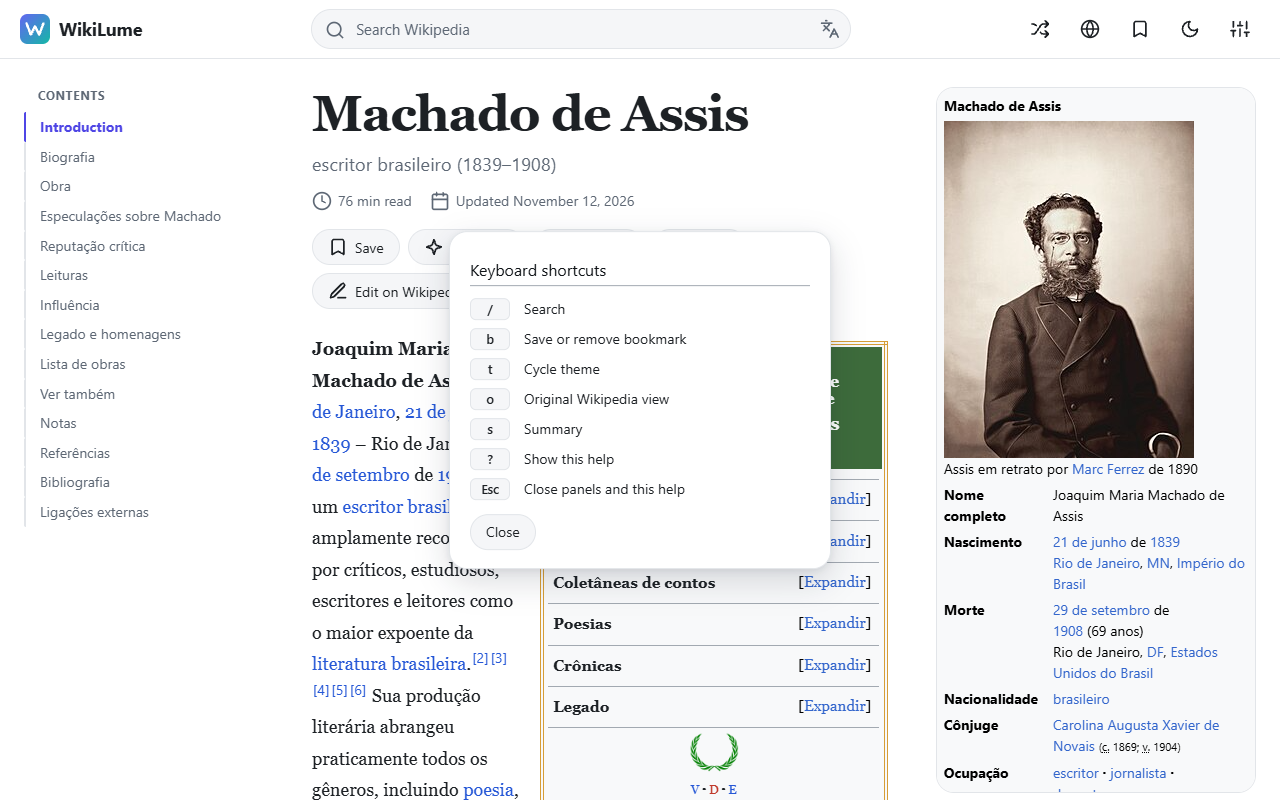 WikiLume
Search Wikipedia
CONTENTS
Introduction
Biografia
Obra
Especulações sobre Machado
Reputação crítica
Leituras
Influência
Legado e homenagens
Lista de obras
Ver também
Notas
Referências
Bibliografia
Ligações externas
Machado de Assis
escritor brasileiro (1839–1908)
76 min read
Updated November 12, 2026
Save
Edit on
Keyboard shortcuts
/ Search
b Save or remove bookmark
t Cycle theme
o Original Wikipedia view
s Summary
? Show this help
Esc Close panels and this help
Close
Joaquim Maria
Machado de
de Janeiro, 21 de
1839 – Rio de
de setembro de
um escritor
amplamente
por críticos, estudiosos,
escritores e leitores como
o maior expoente da
literatura brasileira.[2][3]
[4][5][6] Sua produção
literária abrangeu
praticamente todos os
gêneros, incluindo poesia,
Coletâneas de contos [Expandir]
Poesias [Expandir]
Crônicas [Expandir]
Legado [Expandir]
V · D · E
Machado de Assis
Assis em retrato por Marc Ferrez de 1890
Nome completo Joaquim Maria Machado de Assis
Nascimento 21 de junho de 1839
Rio de Janeiro, MN, Império do Brasil
Morte 29 de setembro de
1908 (69 anos)
Rio de Janeiro, DF, Estados Unidos do Brasil
Nacionalidade brasileiro
Cônjuge Carolina Augusta Xavier de Novais (c. 1869; v. 1904)
Ocupação escritor · jornalista ·